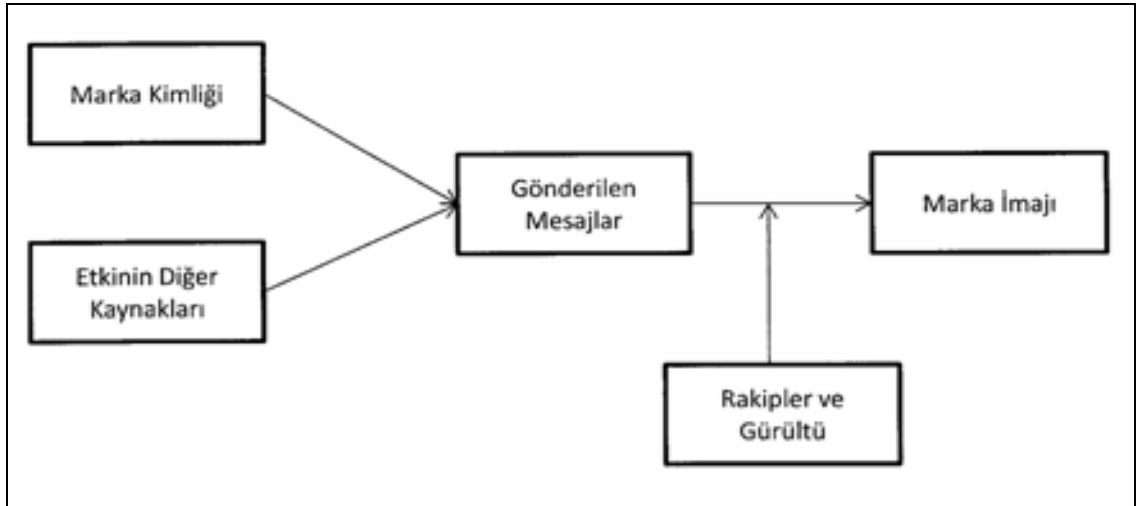 Marka Kimliği
Etkinin Diğer
Kaynakları
Gönderilen
Mesajlar
Marka İmajı
Rakipler ve
Gürültü